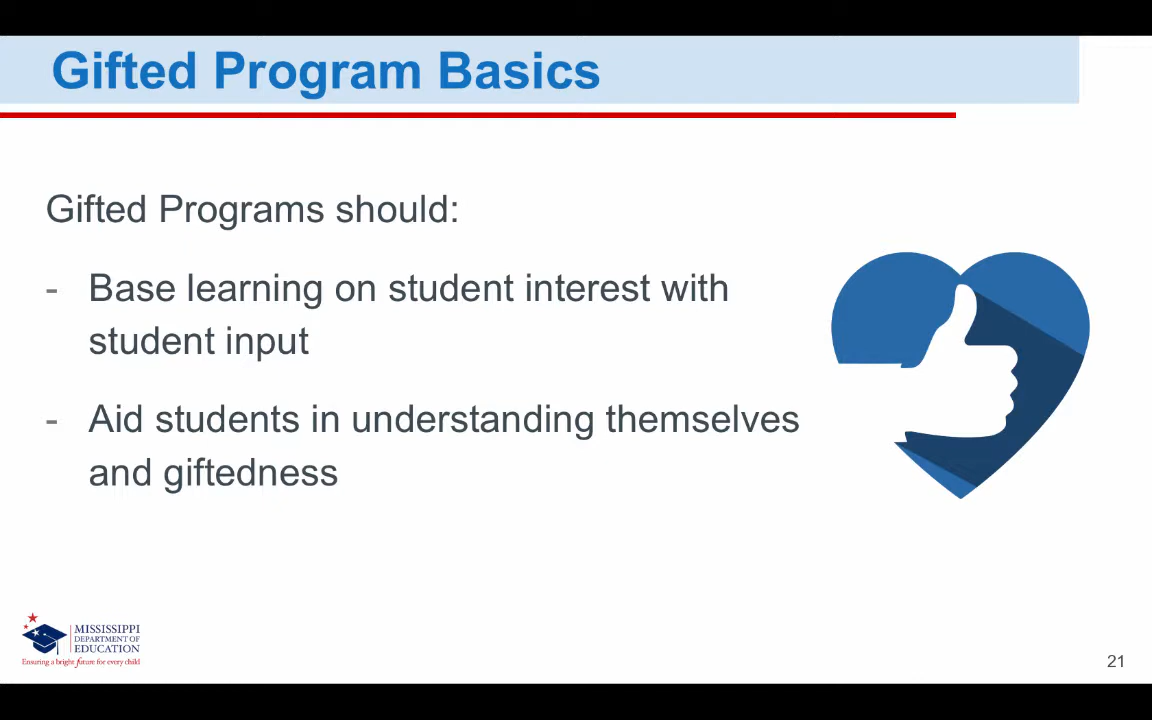 Gifted Program Basics
Gifted Programs should:
- Base learning on student interest with
student input
- Aid students in understanding themselves
and giftedness
MISSISSIPPI
DEPARTMENT OF
EDUCATION
Ensuring a bright future for every child
21